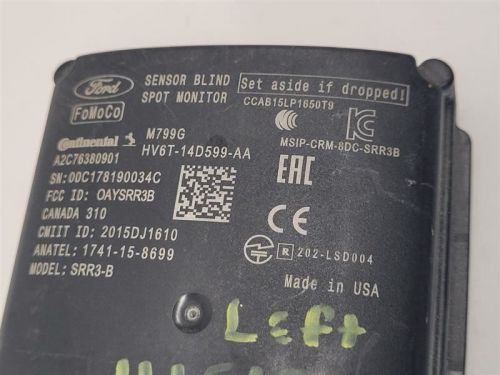 Ford
SENSOR BLIND
SPOT MONITOR
Set aside if dropped!
CCAB15LP1650T9
FoMoCo
MSIP-CRM-8DC-SRR3B
Continental
M799G
HV6T-14D599-AA
A2C76380901
SN:00C178190034C
FCC ID: OAYSRR3B
CANADA 310
CMIIT ID: 2015DJ1610
ANATEL: 1741-15-8699
MODEL: SRR3-B
EAC
CE
R 202-LSD004
Made in USA
Left